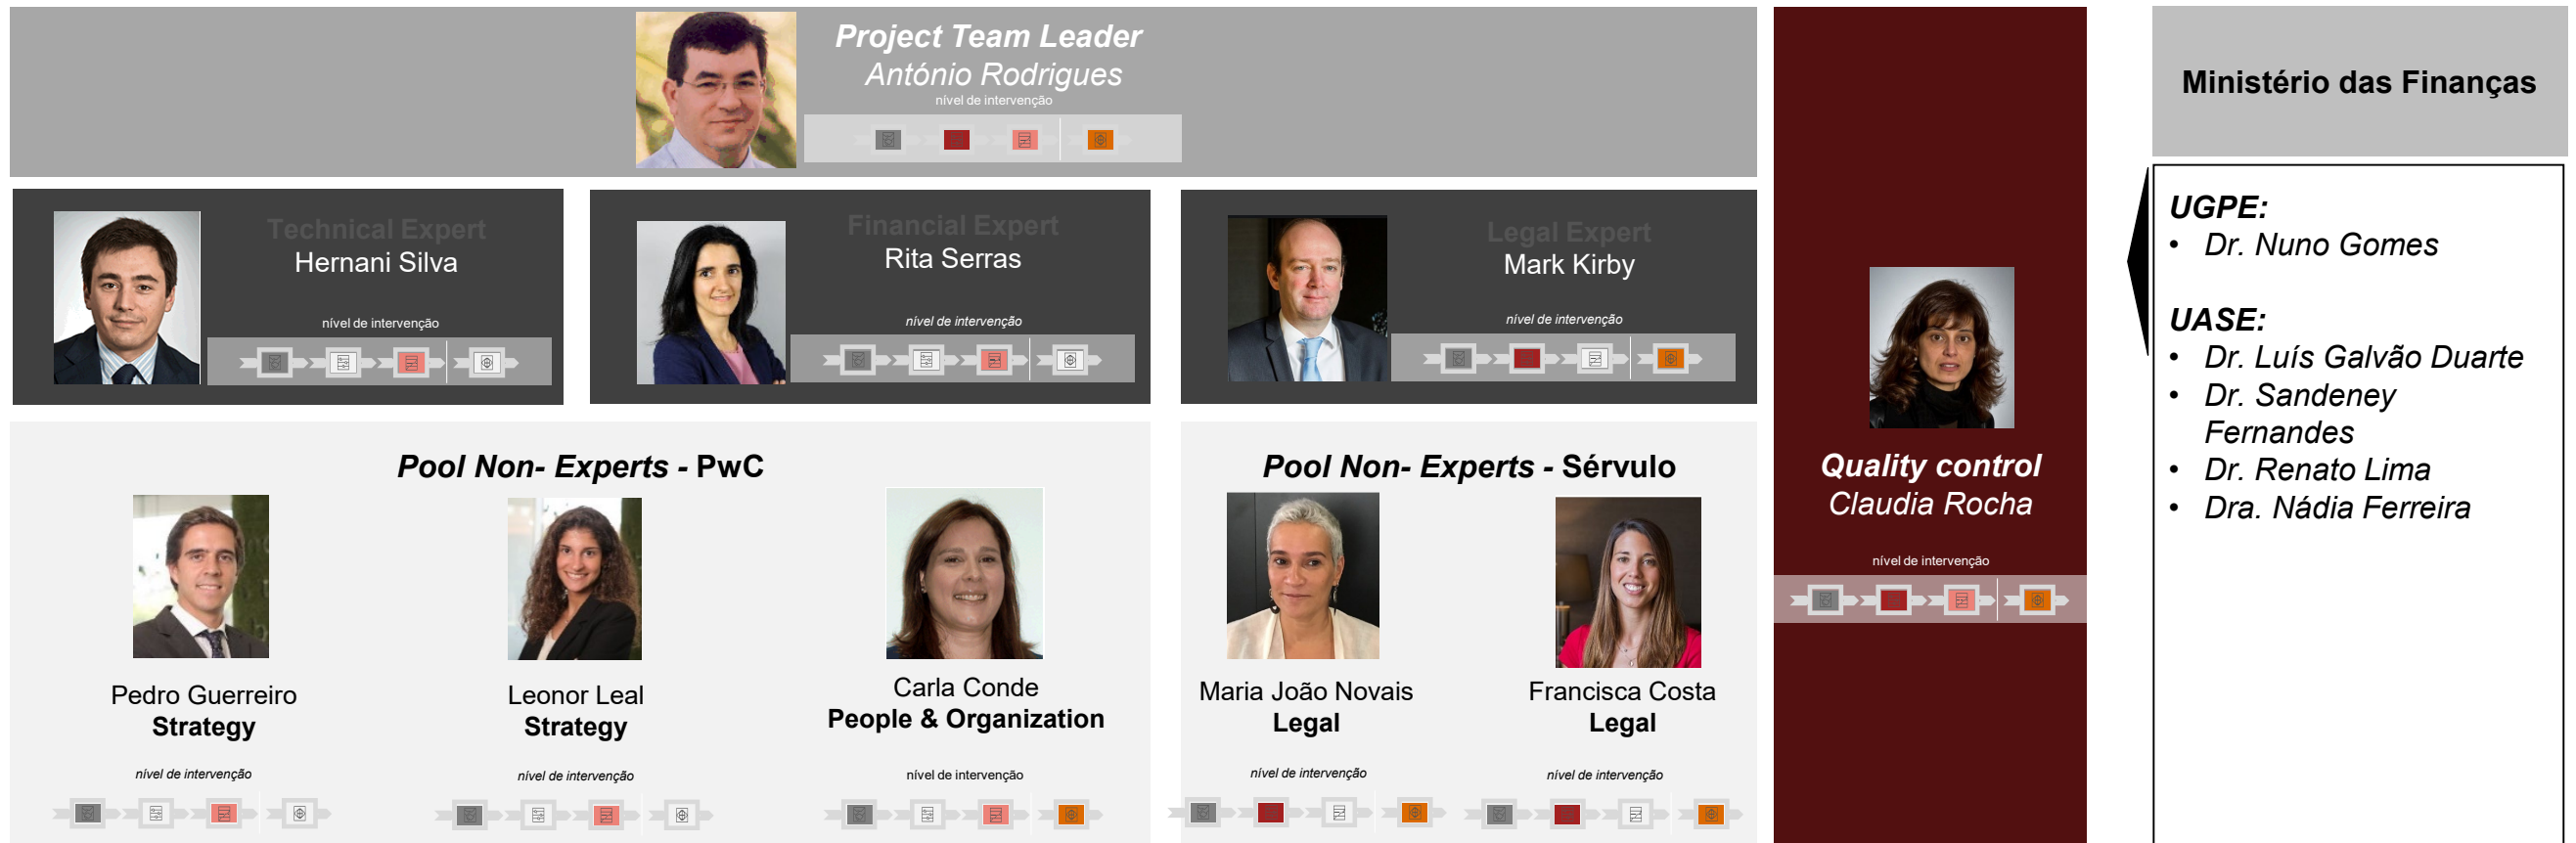 Project Team Leader
António Rodrigues
nível de intervenção
Technical Expert
Hernani Silva
nível de intervenção
Financial Expert
Rita Serras
nível de intervenção
Legal Expert
Mark Kirby
nível de intervenção
Pool Non- Experts - PwC
Pedro Guerreiro
Strategy
nível de intervenção
Leonor Leal
Strategy
nível de intervenção
Carla Conde
People & Organization
nível de intervenção
Pool Non- Experts - Sérvulo
Maria João Novais
Legal
nível de intervenção
Francisca Costa
Legal
nível de intervenção
Quality control
Claudia Rocha
nível de intervenção
Ministério das Finanças
UGPE:
• Dr. Nuno Gomes
UASE:
• Dr. Luís Galvão Duarte
• Dr. Sandeney
Fernandes
• Dr. Renato Lima
• Dra. Nádia Ferreira